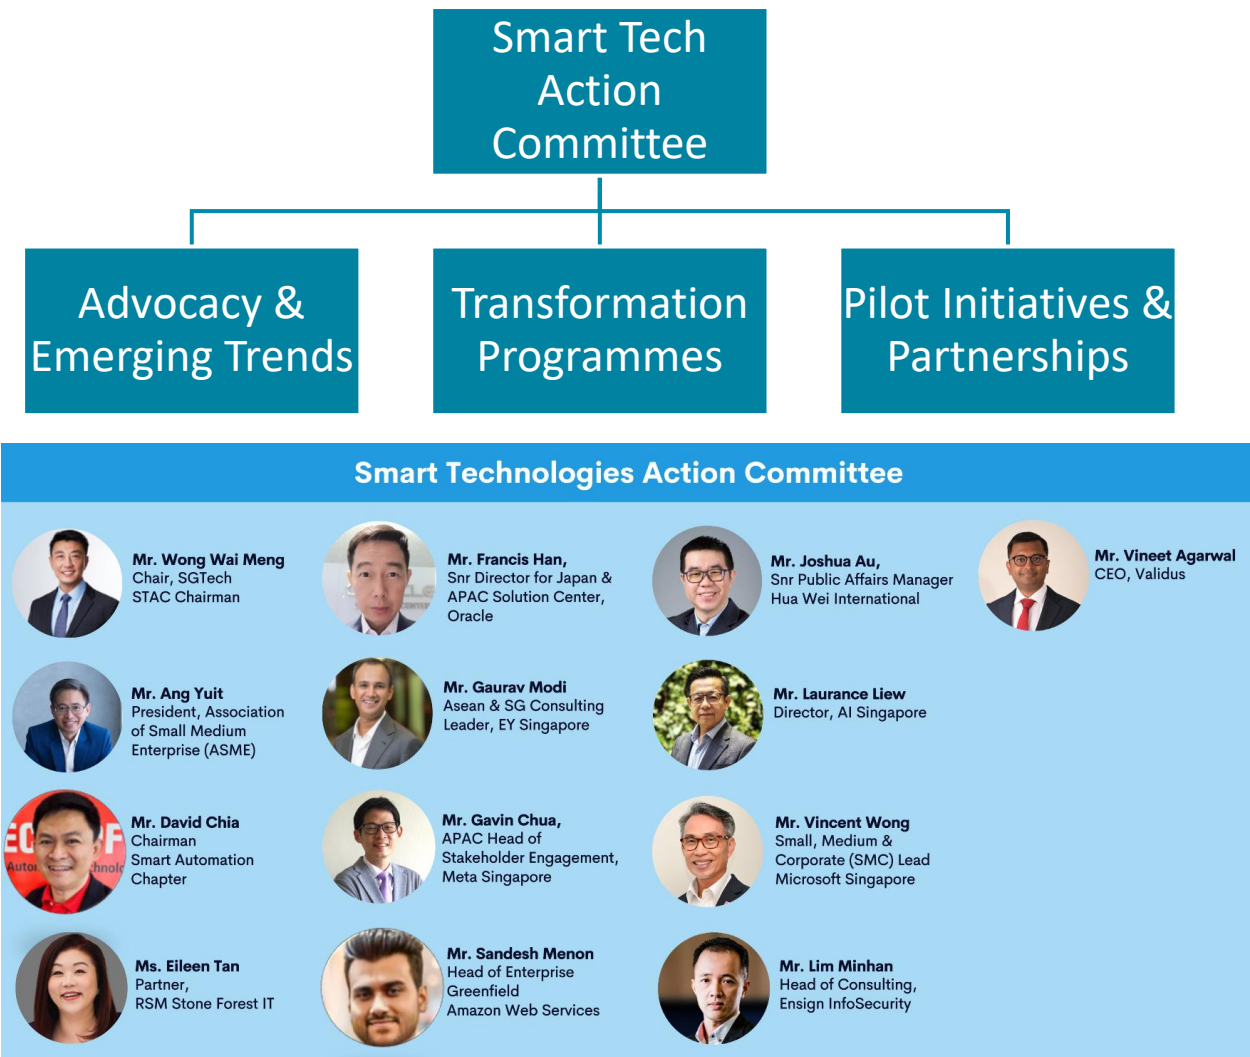 Smart Tech
Action
Committee
Advocacy &
Emerging Trends
Transformation
Programmes
Pilot Initiatives &
Partnerships
Smart Technologies Action Committee
Mr. Wong Wai Meng
Chair, SGTech
STAC Chairman
Mr. Francis Han,
Snr Director for Japan &
APAC Solution Center,
Oracle
Mr. Joshua Au,
Snr Public Affairs Manager
Hua Wei International
Mr. Vineet Agarwal
CEO, Validus
Mr. Ang Yuit
President, Association
of Small Medium
Enterprise (ASME)
Mr. Gaurav Modi
Asean & SG Consulting
Leader, EY Singapore
Mr. Laurance Liew
Director, AI Singapore
Mr. David Chia
Chairman
Smart Automation
Chapter
Mr. Gavin Chua,
APAC Head of
Stakeholder Engagement,
Meta Singapore
Mr. Vincent Wong
Small, Medium &
Corporate (SMC) Lead
Microsoft Singapore
Ms. Eileen Tan
Partner,
RSM Stone Forest IT
Mr. Sandesh Menon
Head of Enterprise
Greenfield
Amazon Web Services
Mr. Lim Minhan
Head of Consulting,
Ensign InfoSecurity